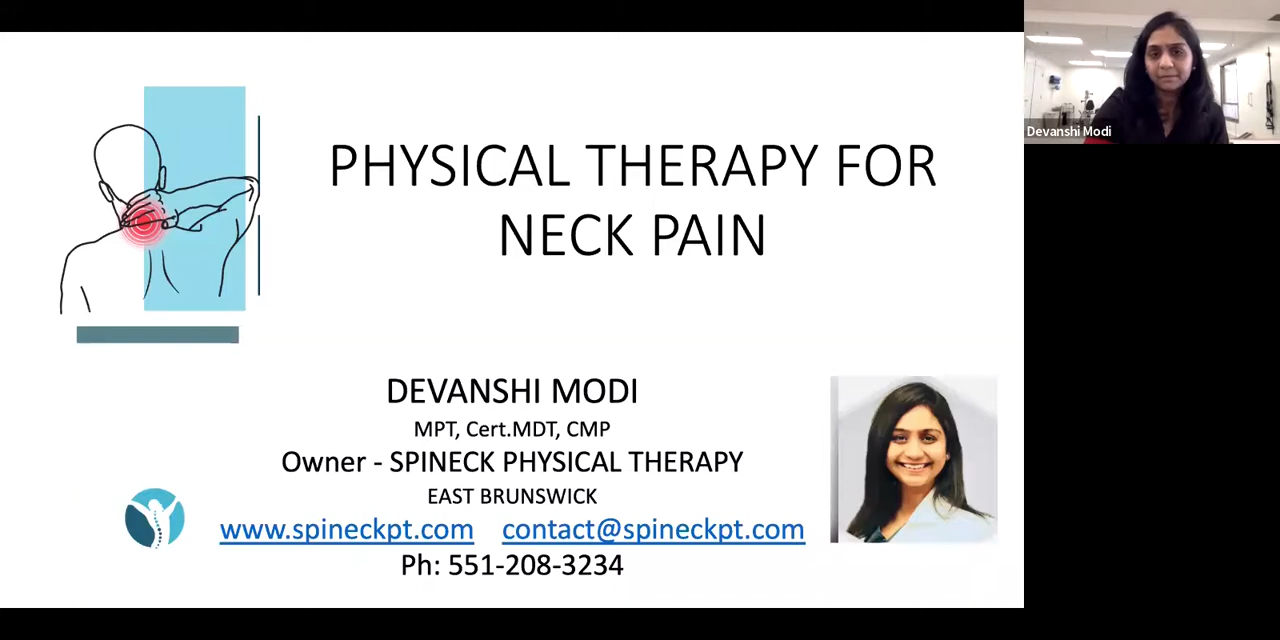 PHYSICAL THERAPY FOR
NECK PAIN
DEVANSHI MODI
MPT, Cert.MDT, CMP
Owner - SPINECK PHYSICAL THERAPY
EAST BRUNSWICK
www.spineckpt.com contact@spineckpt.com
Ph: 551-208-3234
Devanshi Modi